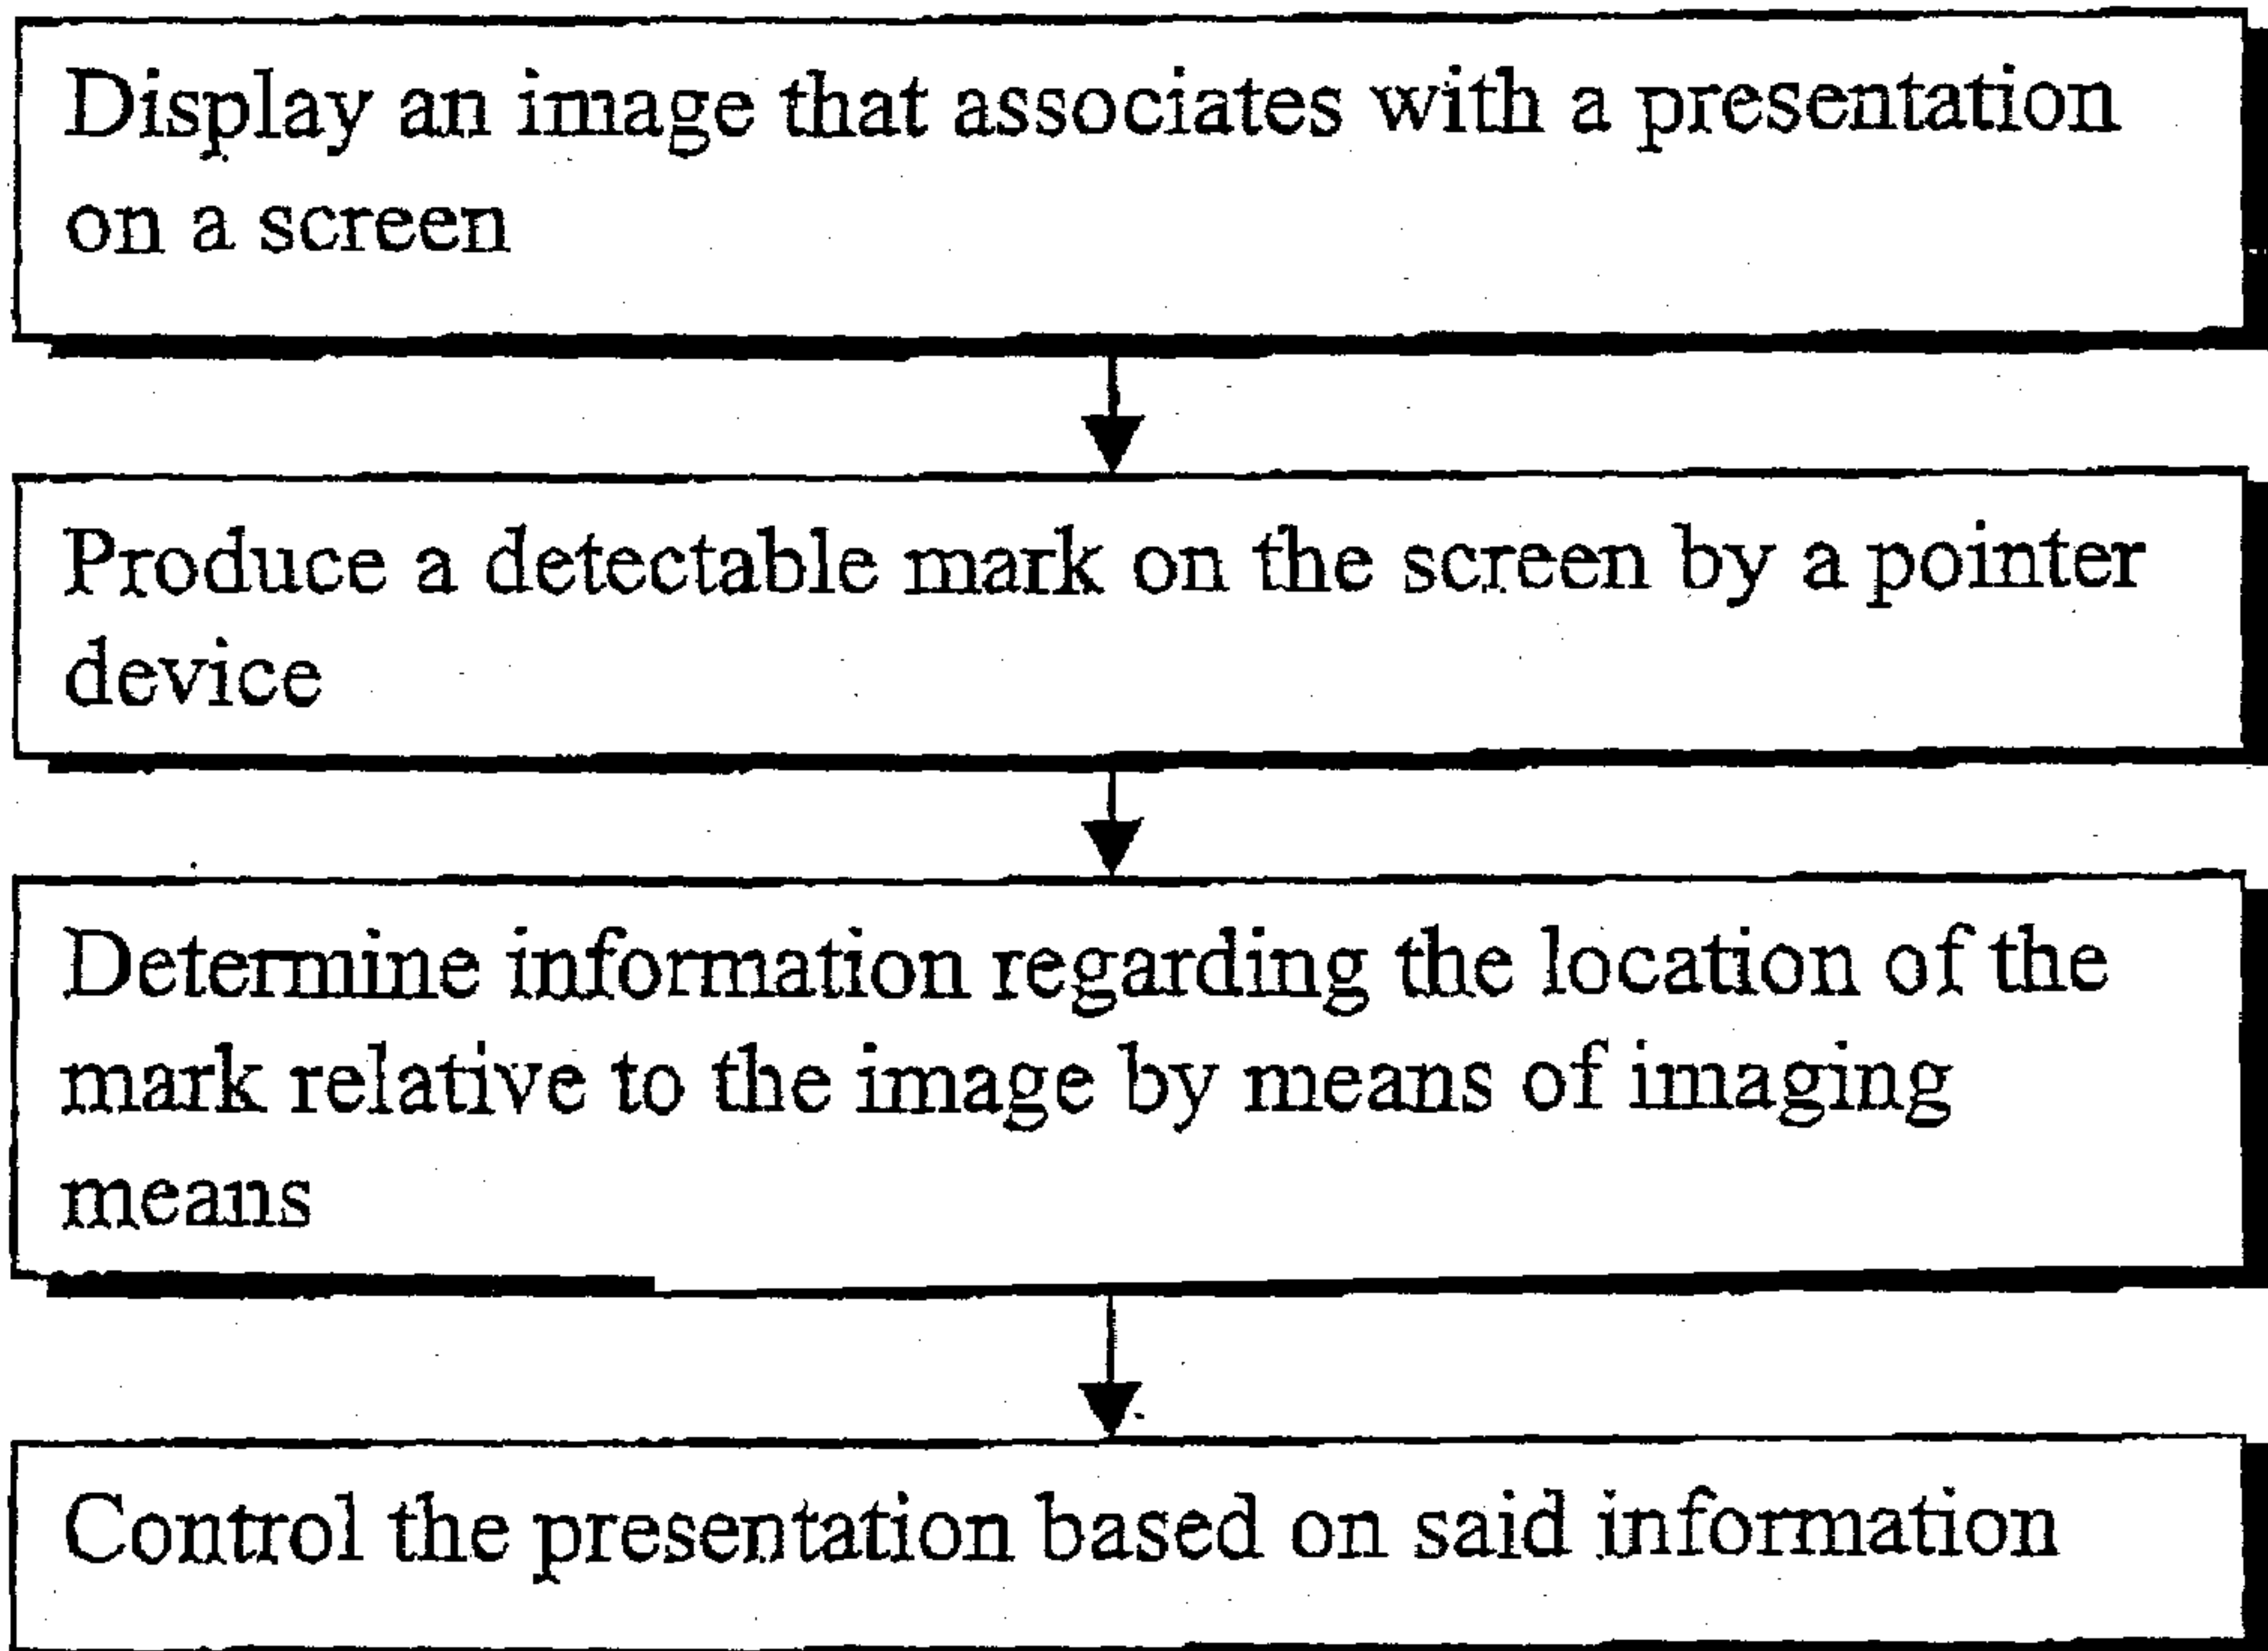 Display an image that associates with a presentation
on a screen
Produce a detectable mark on the screen by a pointer
device
Determine information regarding the location of the
mark relative to the image by means of imaging
means
Control the presentation based on said information